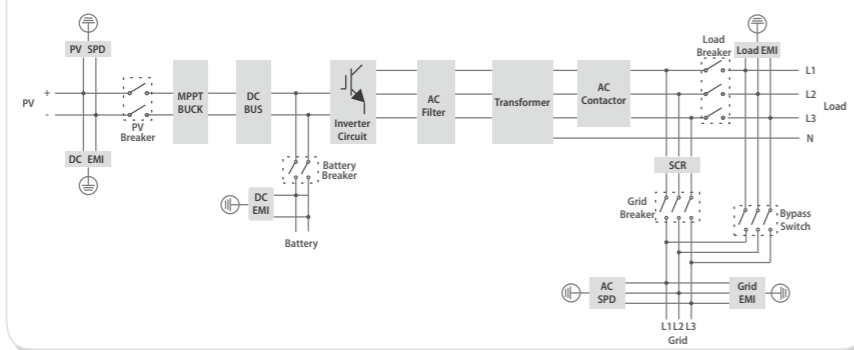 PV SPD
Load
Breaker
Load EMI
+
PV
-
PV
Breaker
MPPT
BUCK
DC
BUS
Inverter
Circuit
AC
Filter
Transformer
AC
Contactor
L1
L2
Load
L3
N
DC EMI
Battery
Breaker
DC
EMI
Battery
SCR
Grid
Breaker
Bypass
Switch
AC
SPD
Grid
EMI
L1 L2 L3
Grid